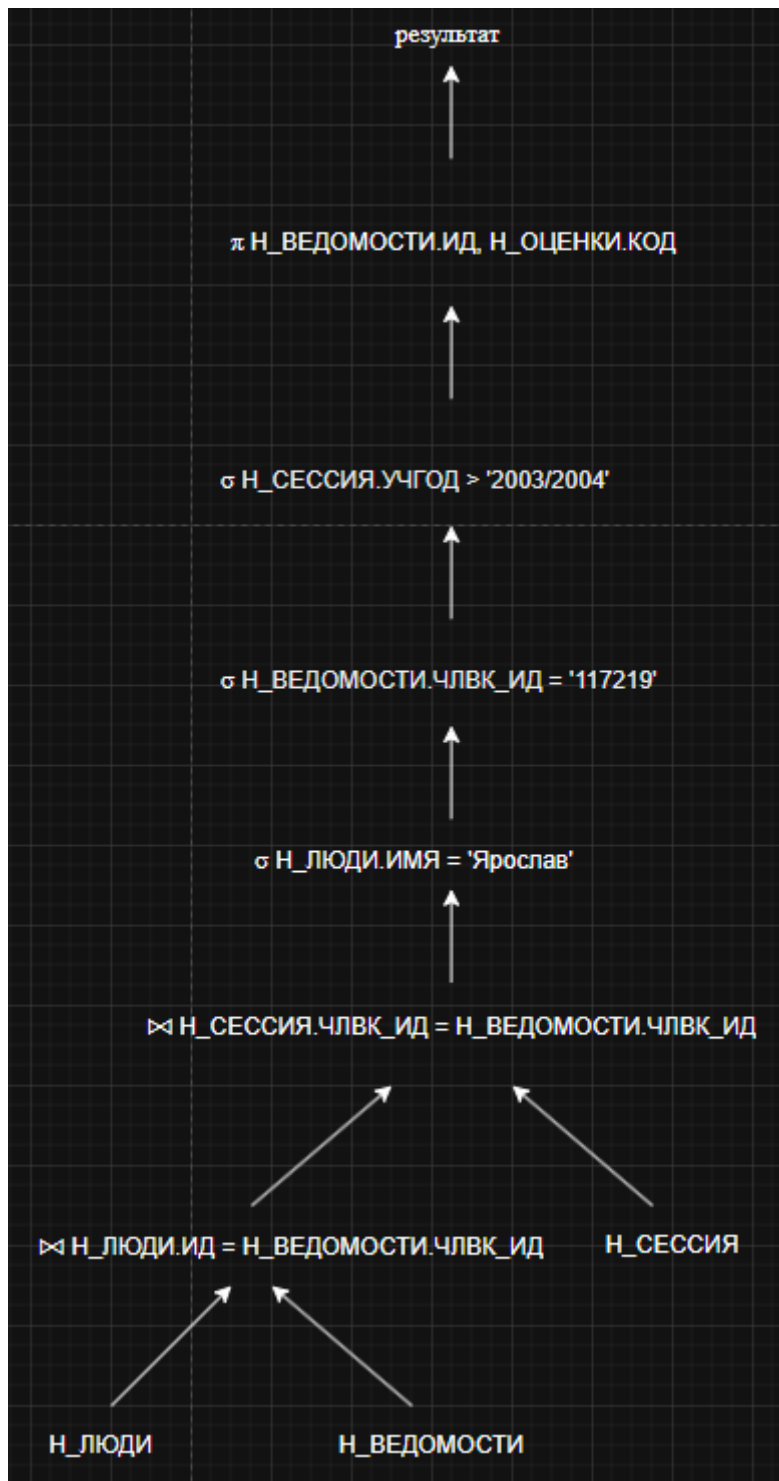 результат
π Н_ВЕДОМОСТИ.ИД, Н_ОЦЕНКИ.КОД
σ Н_СЕССИЯ.УЧГОД > '2003/2004'
σ Н_ВЕДОМОСТИ.ЧЛВК_ИД = '117219'
σ Н_ЛЮДИ.ИМЯ = 'Ярослав'
⋈ Н_СЕССИЯ.ЧЛВК_ИД = Н_ВЕДОМОСТИ.ЧЛВК_ИД
⋈ Н_ЛЮДИ.ИД = Н_ВЕДОМОСТИ.ЧЛВК_ИД
Н_СЕССИЯ
Н_ЛЮДИ
Н_ВЕДОМОСТИ